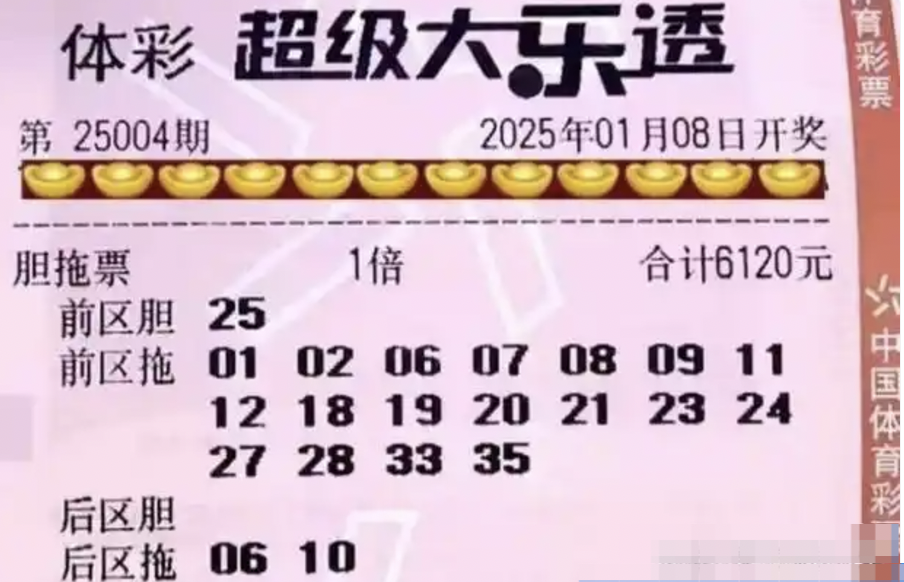 体彩 超级大乐透
第 25004期 2025年01月08日开奖
胆拖票 1倍 合计6120元
前区胆 25
前区拖 01 02 06 07 08 09 11
12 18 19 20 21 23 24
27 28 33 35
后区胆
后区拖 06 10
体育彩票
中国体育彩